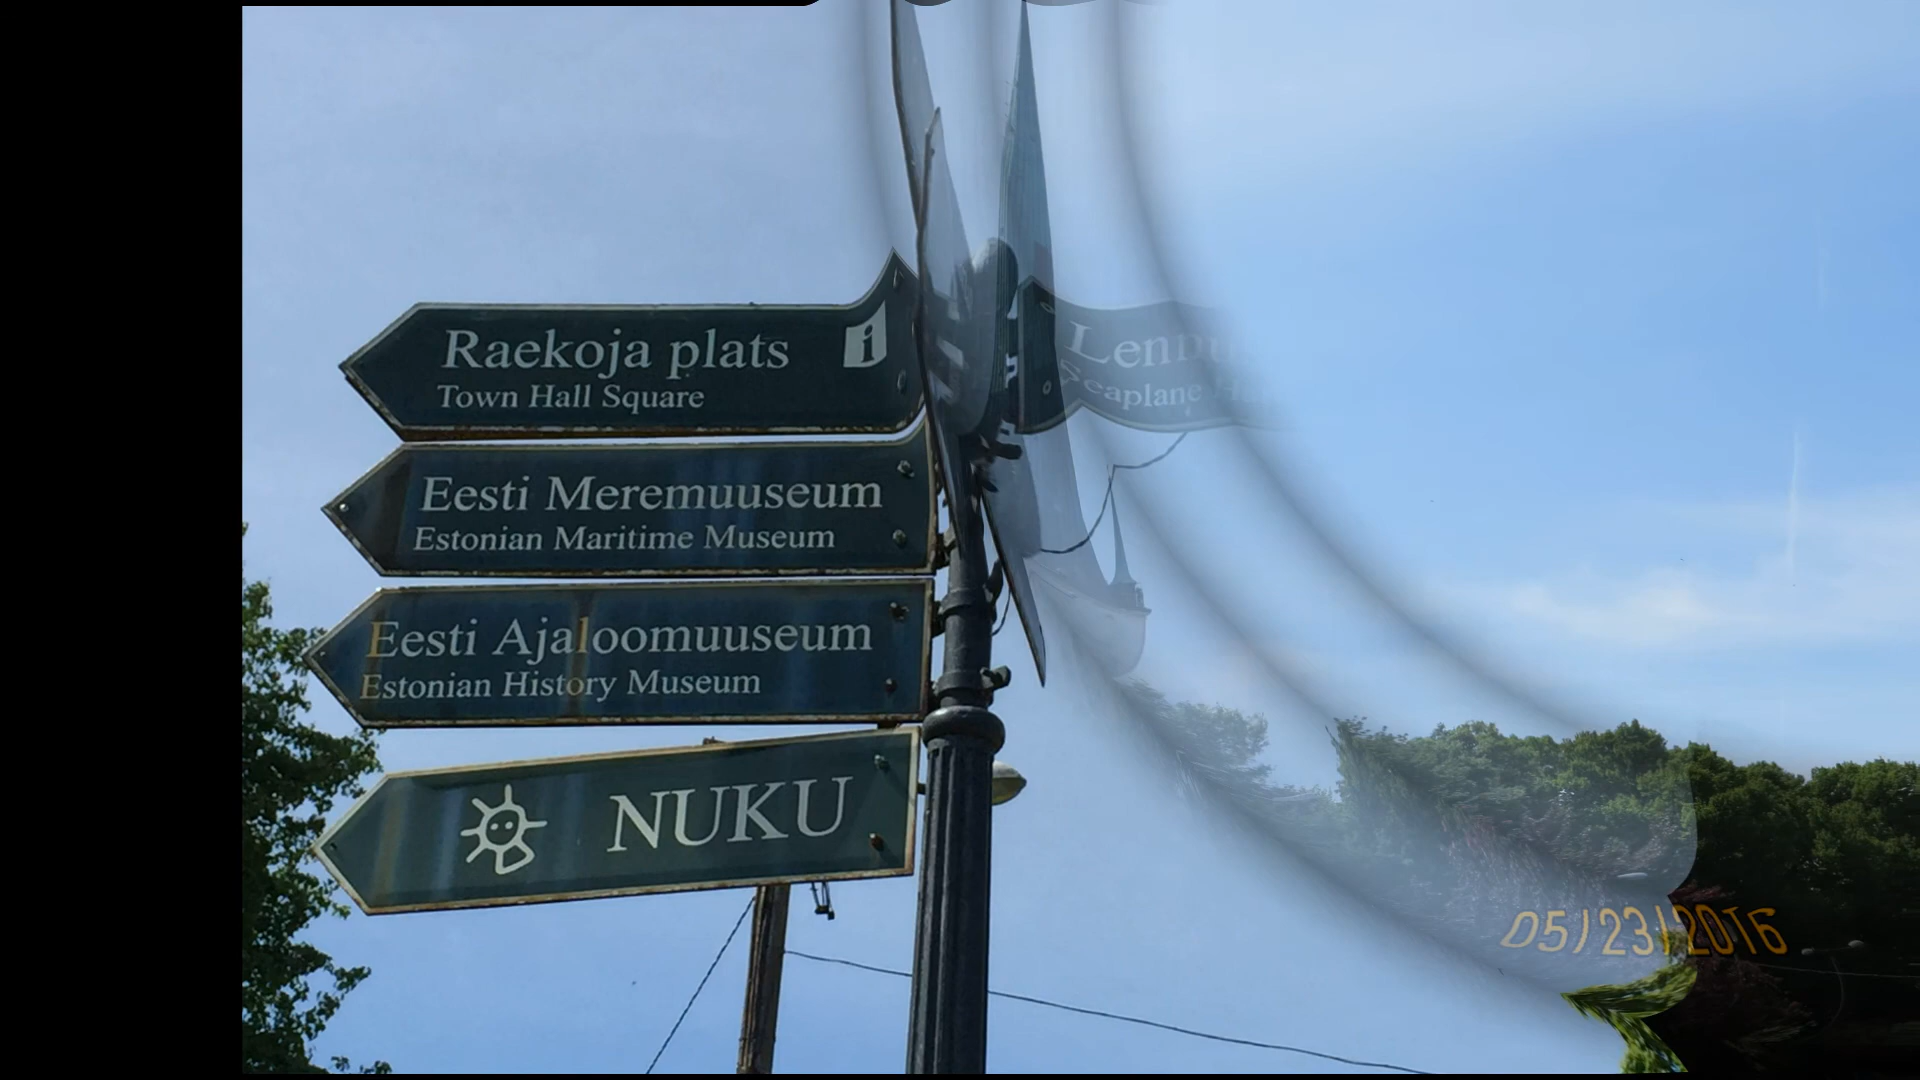 Raekoja plats i
Town Hall Square
Eesti Meremuuseum
Estonian Maritime Museum
Eesti Ajaloomuuseum
Estonian History Museum
NUKU
Seaplane
05/23/2016